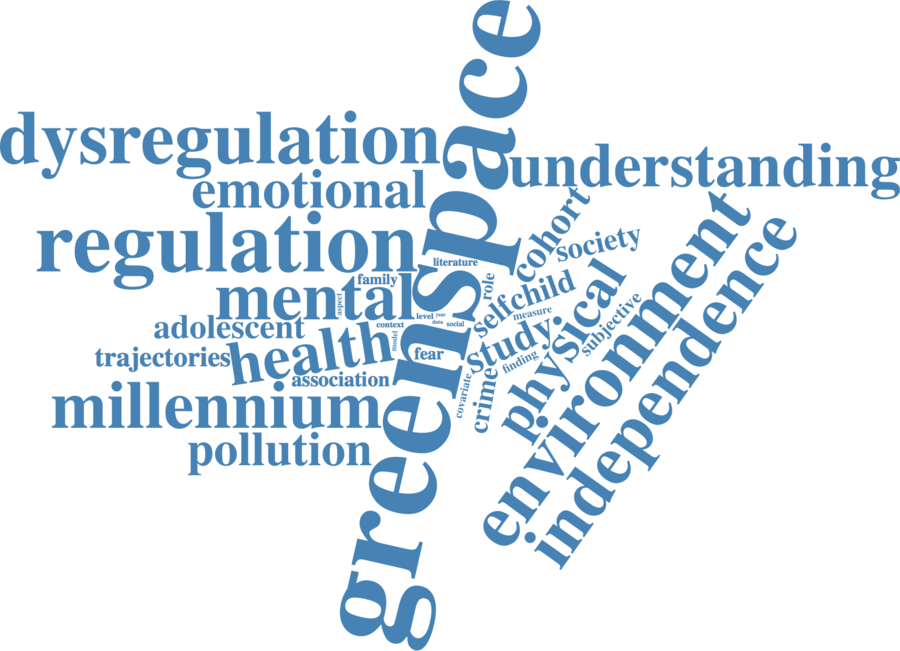 greenspace
dysregulation
understanding
emotional
regulation
cohort
society
literature
family
role
mental
aspect
self
child
level
year
data
social
context
measure
physical
subjective
environment
independence
adolescent
health
model
fear
study
finding
trajectories
association
covariate
crime
millennium
pollution